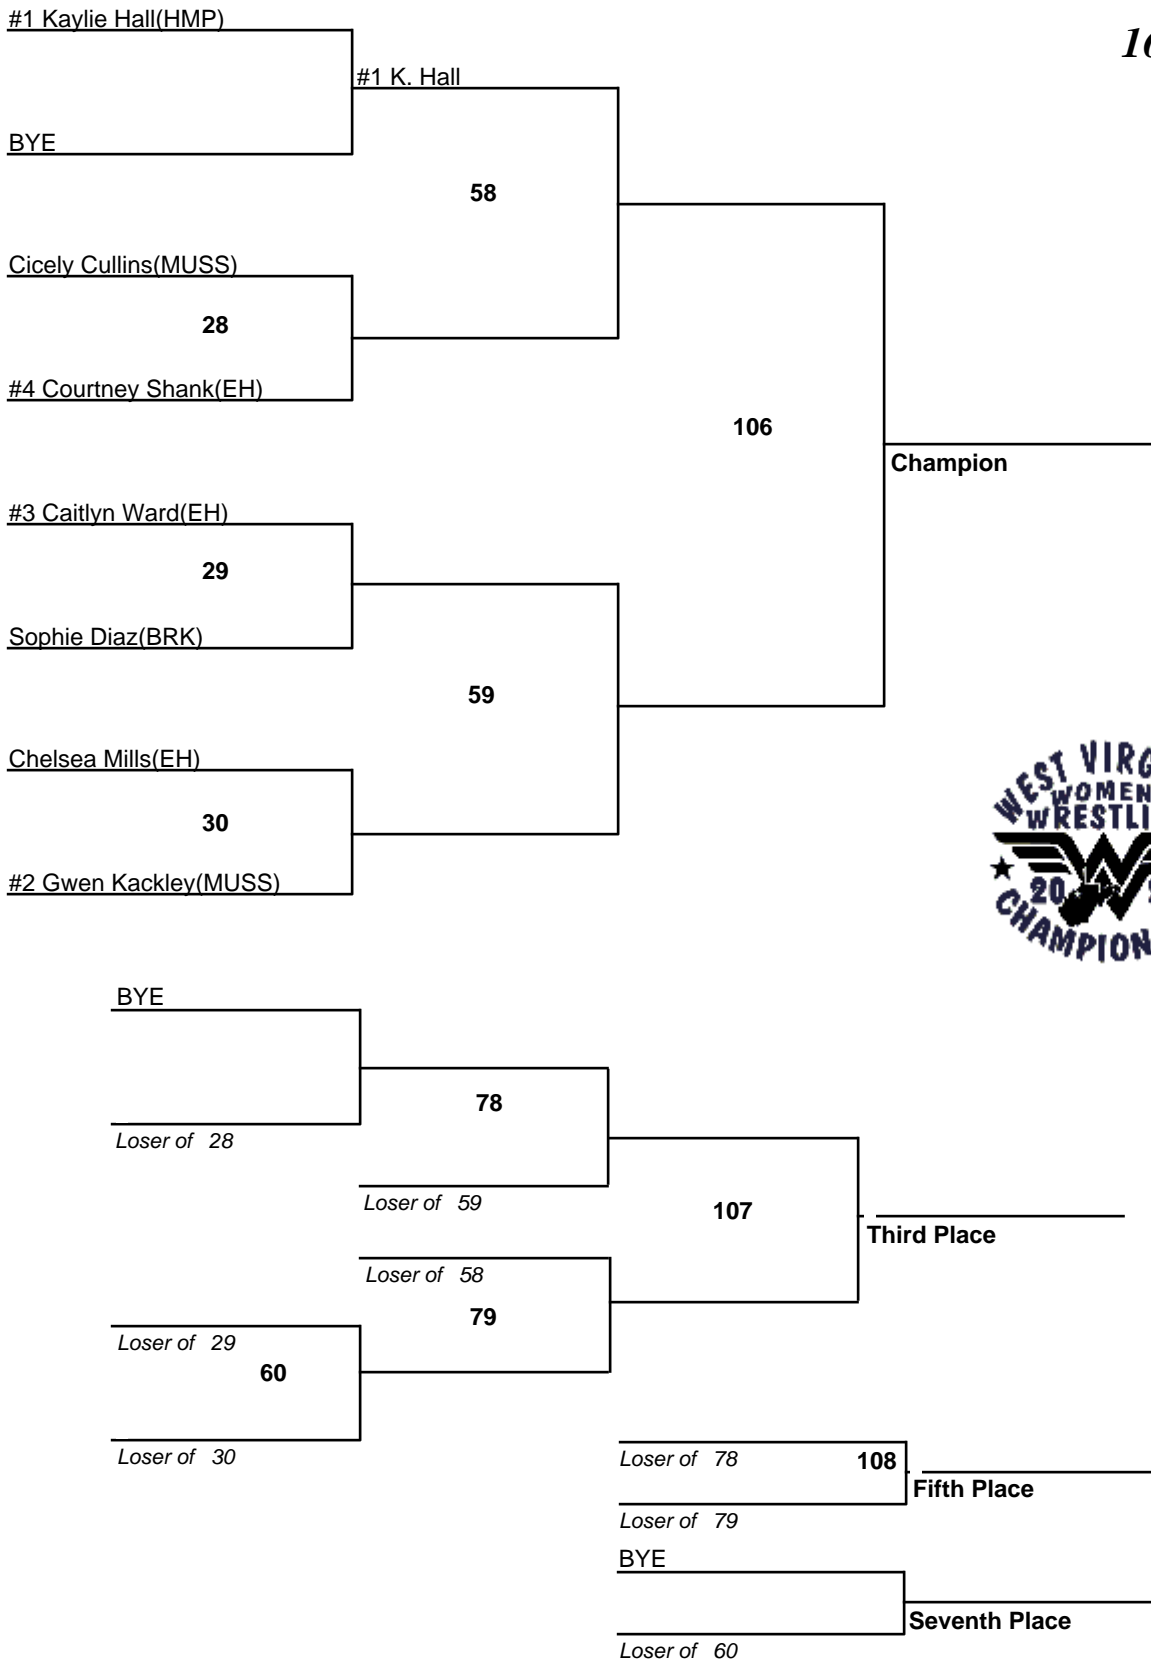 #1 Kaylie Hall(HMP)
#1 K. Hall
BYE
58
Cicely Cullins(MUSS)
28
#4 Courtney Shank(EH)
106
Champion
#3 Caitlyn Ward(EH)
29
Sophie Diaz(BRK)
59
Chelsea Mills(EH)
30
#2 Gwen Kackley(MUSS)
WEST
20
BYE
78
Loser of 28
Loser of 59
107
Third Place
Loser of 58
79
Loser of 29
60
Loser of 30
Loser of 78
108
Fifth Place
Loser of 79
BYE
Seventh Place
Loser of 60